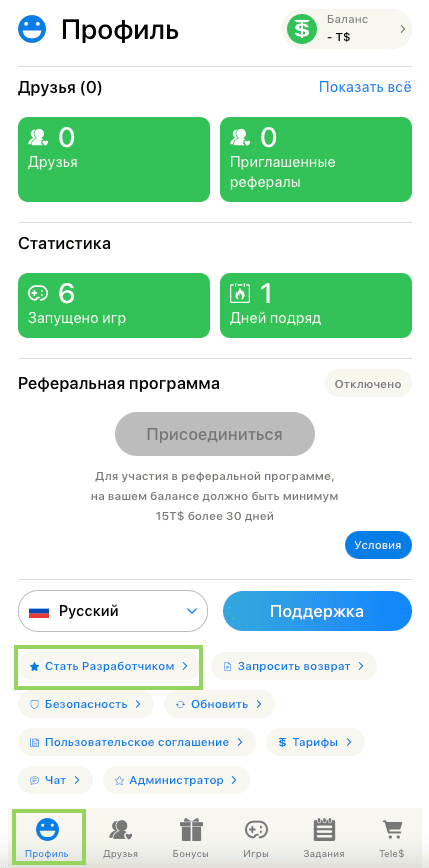 Профиль
Баланс
- T$
Друзья (0)
Показать всё
0
Друзья
0
Приглашенные
рефералы
Статистика
6
Запущено игр
1
Дней подряд
Реферальная программа
Отключено
Присоединиться
Для участия в реферальной программе,
на вашем балансе должно быть минимум
15T$ более 30 дней
Условия
Русский
Поддержка
Стать Разработчиком
Запросить возврат
Безопасность
Обновить
Пользовательское соглашение
Тарифы
Чат
Администратор
Профиль
Друзья
Бонусы
Игры
Задания
Tele$